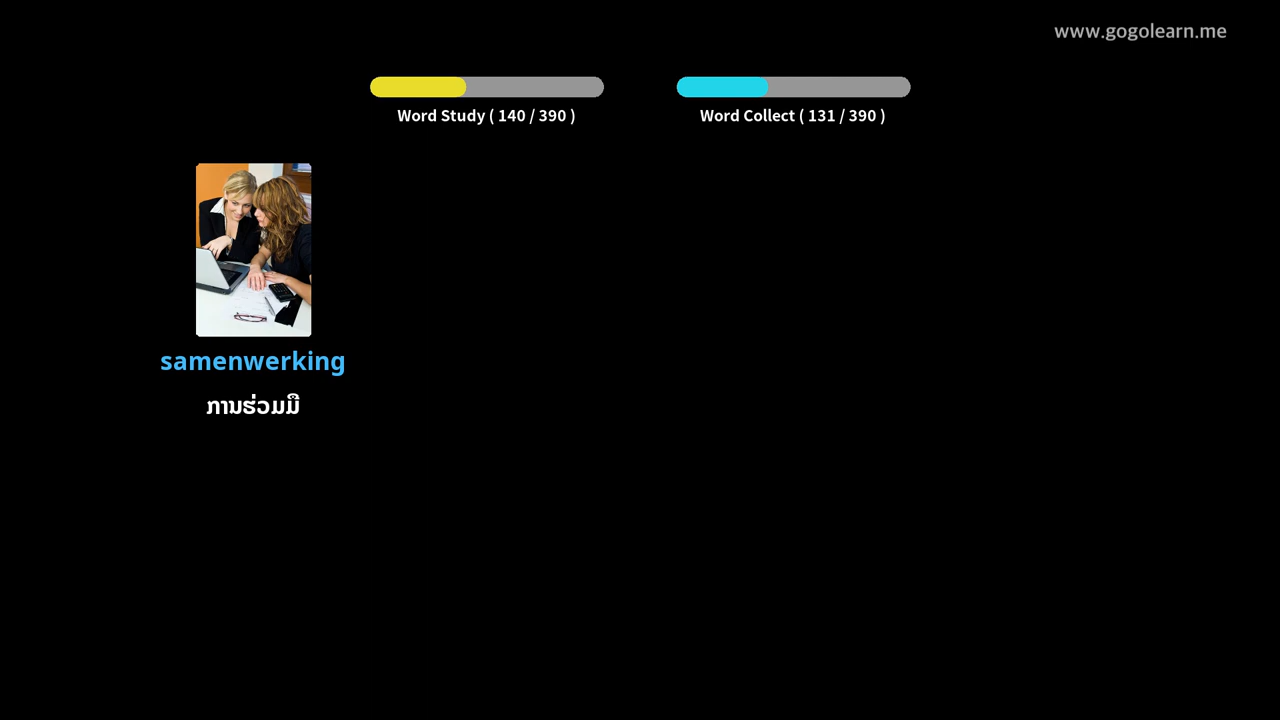 www.gogolearn.me
Word Study ( 140 / 390 )
Word Collect ( 131 / 390 )
samenwerking
ການຮ່ວມມື